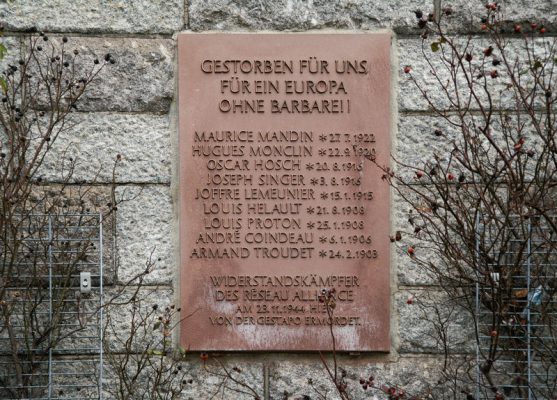 GESTORBEN FÜR UNS,
FÜR EIN EUROPA
OHNE BARBAREI!
MAURICE MANDIN * 27.7.1922
HUGUES MONCLIN * 22.9.1920
OSCAR HOSCH * 20.8.1916
JOSEPH SINGER * 3.8.1916
JOFFRE LEMEUNIER * 15.1.1915
LOUIS HELAULT * 21.8.1908
LOUIS PROTON * 25.1.1908
ANDRÉ COINDEAU * 6.1.1906
ARMAND TROUDET * 24.2.1903
WIDERSTANDSKÄMPFER
DES RÉSEAU ALLIANCE
AM 23.11.1944 HIER
VON DER GESTAPO ERMORDET.